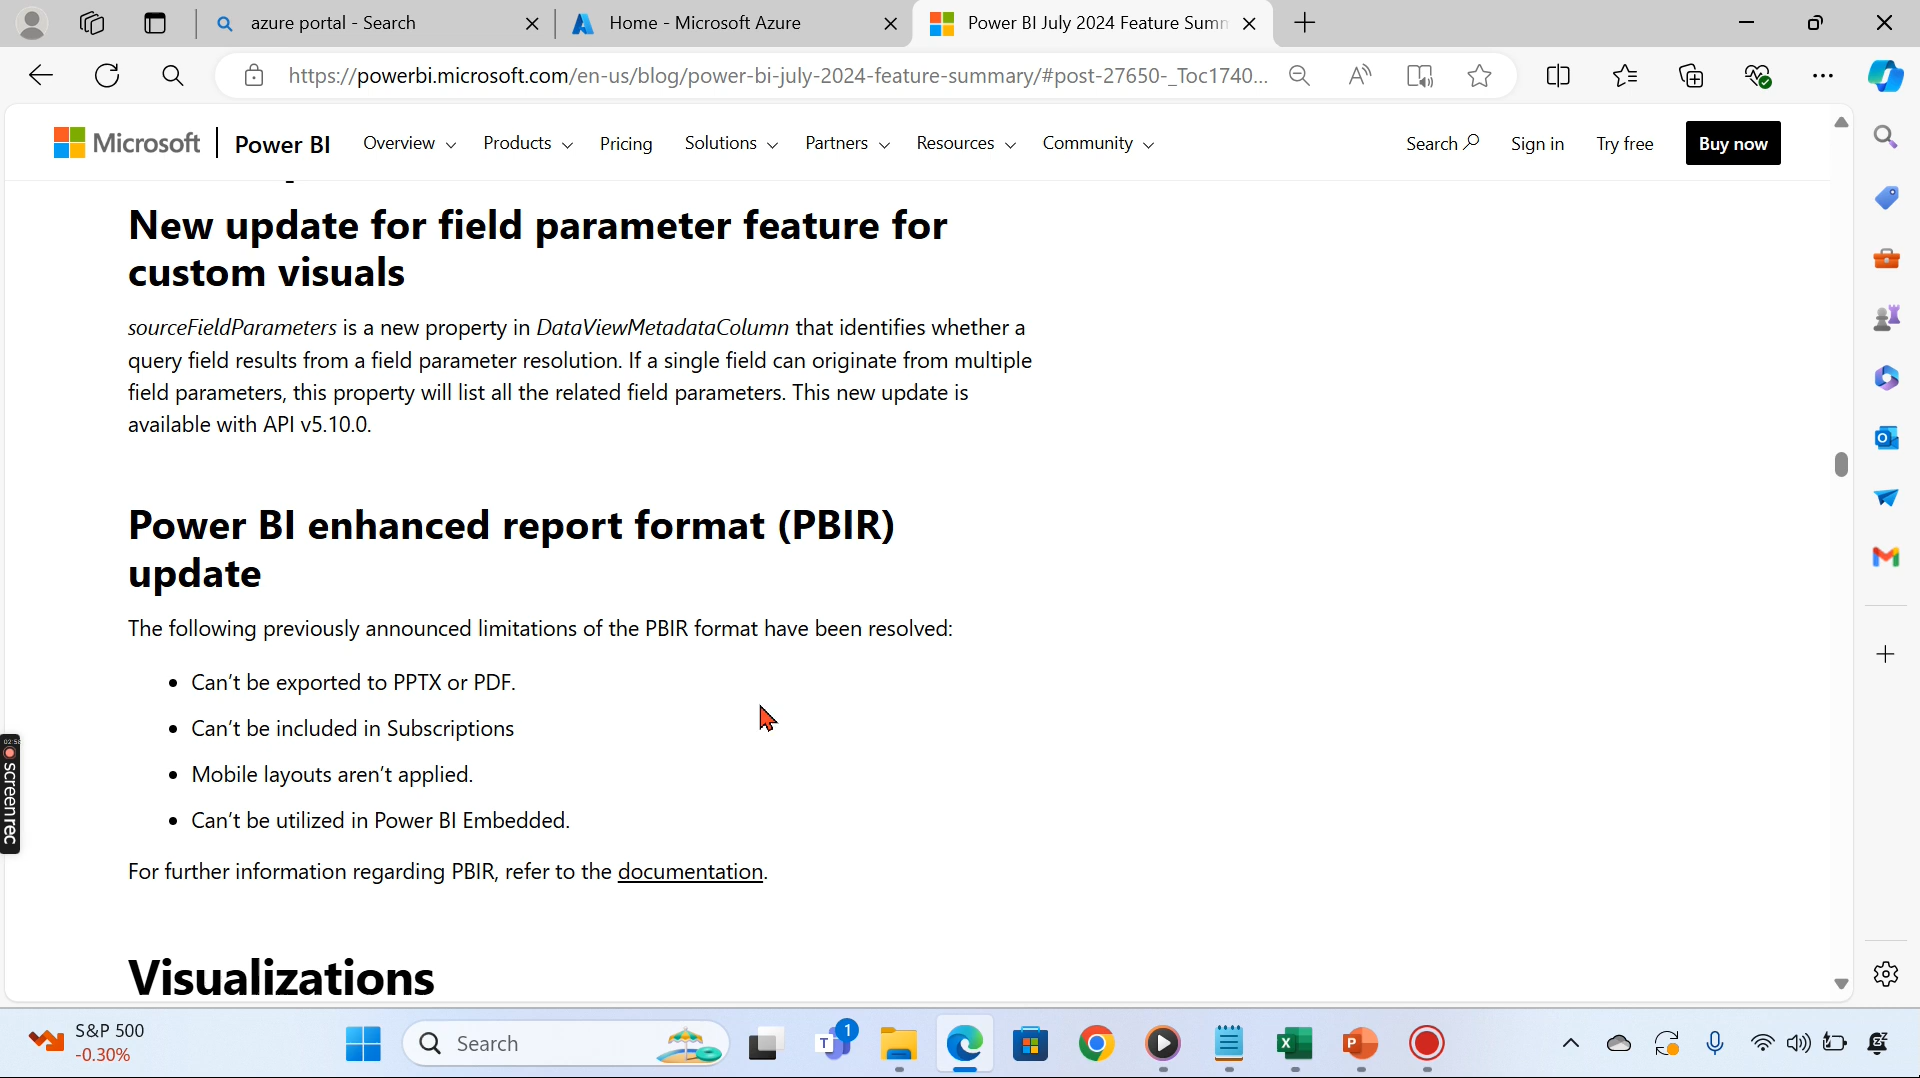 azure portal - Search
Home - Microsoft Azure
Power BI July 2024 Feature Sum
https://powerbi.microsoft.com/en-us/blog/power-bi-july-2024-feature-summary/#post-27650-_Toc1740...
Microsoft
Power BI
Overview
Products
Pricing
Solutions
Partners
Resources
Community
Search
Sign in
Try free
Buy now
New update for field parameter feature for
custom visuals
sourceFieldParameters is a new property in DataViewMetadataColumn that identifies whether a
query field results from a field parameter resolution. If a single field can originate from multiple
field parameters, this property will list all the related field parameters. This new update is
available with API v5.10.0.
Power BI enhanced report format (PBIR)
update
The following previously announced limitations of the PBIR format have been resolved:
• Can't be exported to PPTX or PDF.
• Can't be included in Subscriptions
• Mobile layouts aren't applied.
• Can't be utilized in Power BI Embedded.
For further information regarding PBIR, refer to the documentation.
Visualizations
screenrec
S&P 500
-0.30%
Search
1